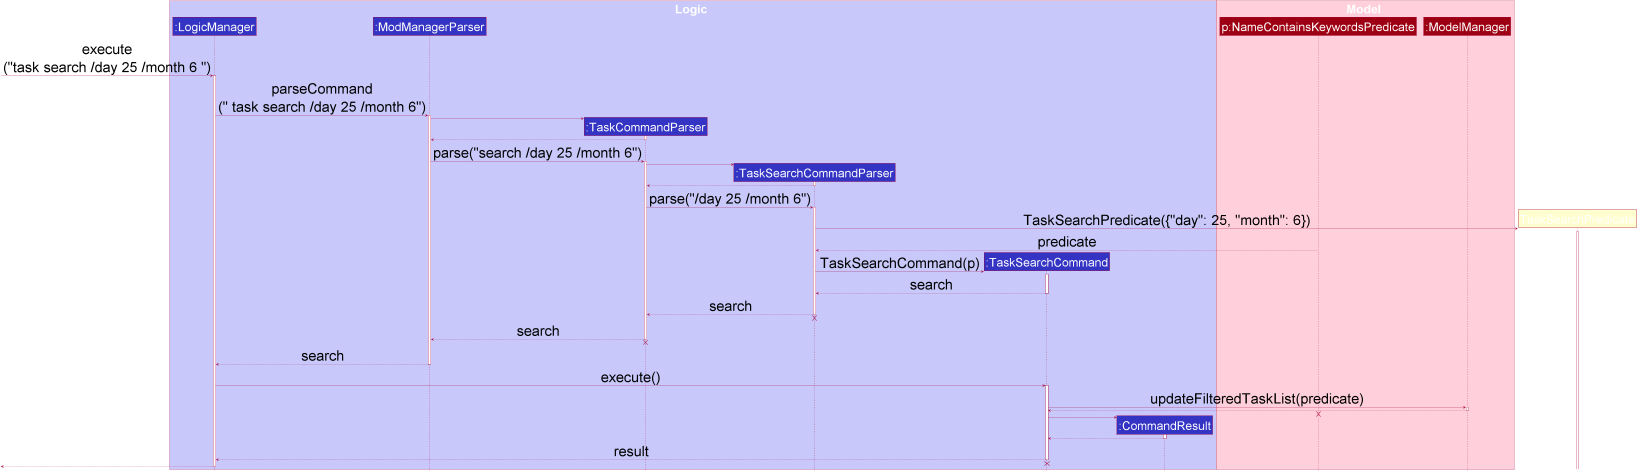 Logic
Model
:LogicManager
:ModManagerParser
p:NameContainsKeywordsPredicate
:ModelManager
execute
("task search /day 25 /month 6 ")
parseCommand
(" task search /day 25 /month 6")
:TaskCommandParser
parse("search /day 25 /month 6")
:TaskSearchCommandParser
parse("/day 25 /month 6")
TaskSearchPredicate({"day": 25, "month": 6})
predicate
TaskSearchCommand(p)
:TaskSearchCommand
search
search
search
search
execute()
updateFilteredTaskList(predicate)
:CommandResult
result